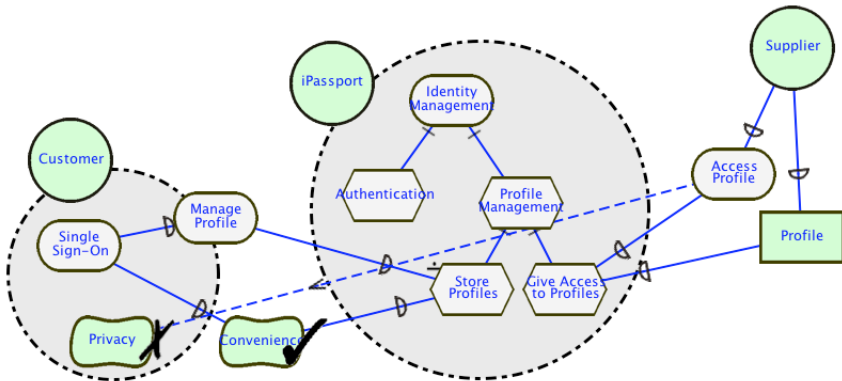 Supplier
iPassport
Identity
Management
Customer
Access
Profile
Authentication
Profile
Management
Manage
Profile
Single
Sign-On
Profile
Store
Profiles
Give Access
to Profiles
Privacy
Convenience